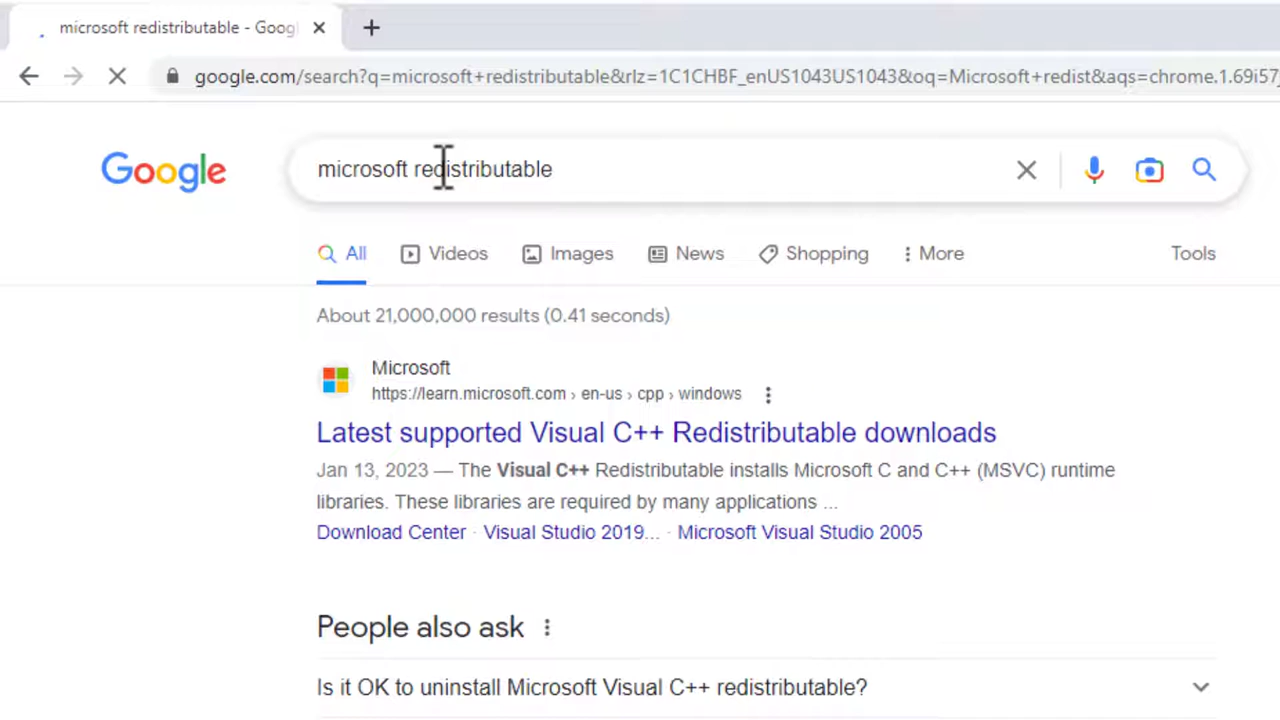 microsoft redistributable - Goog
google.com/search?q=microsoft+redistributable&rlz=1C1CHBF_enUS1043US1043&oq=Microsoft+redist&aqs=chrome.1.69i57j
Google
microsoft redistributable
All Videos Images News Shopping More Tools
About 21,000,000 results (0.41 seconds)
Microsoft
https://learn.microsoft.com › en-us › cpp › windows
Latest supported Visual C++ Redistributable downloads
Jan 13, 2023 — The Visual C++ Redistributable installs Microsoft C and C++ (MSVC) runtime
libraries. These libraries are required by many applications ...
Download Center · Visual Studio 2019... · Microsoft Visual Studio 2005
People also ask
Is it OK to uninstall Microsoft Visual C++ redistributable?